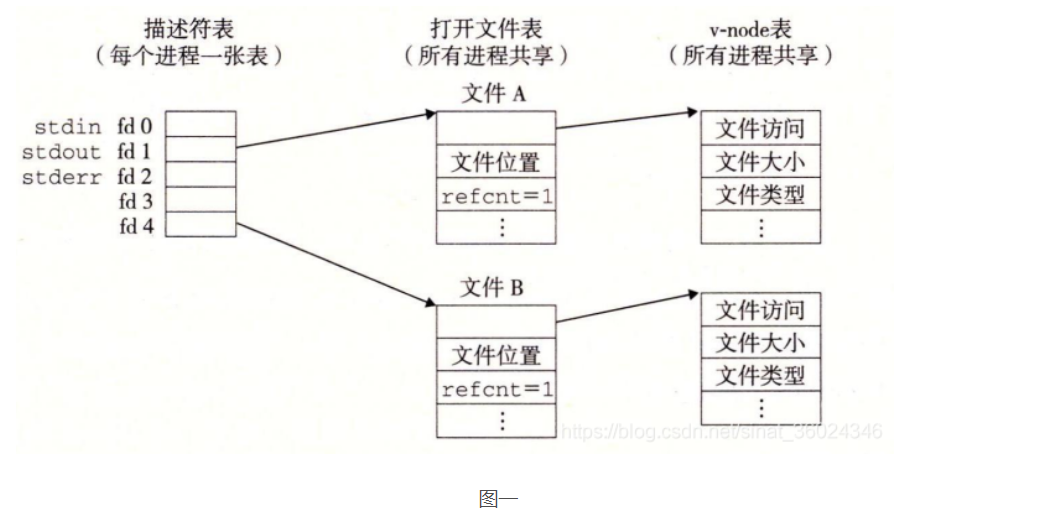 描述符表
（每个进程一张表）
打开文件表
（所有进程共享）
v-node表
（所有进程共享）
stdin fd 0
stdout fd 1
stderr fd 2
fd 3
fd 4
文件 A
文件位置
refcnt=1
⋮
文件访问
文件大小
文件类型
⋮
文件 B
文件位置
refcnt=1
⋮
文件访问
文件大小
文件类型
⋮
https://blog.csdn.net/sinat_36024346
图一